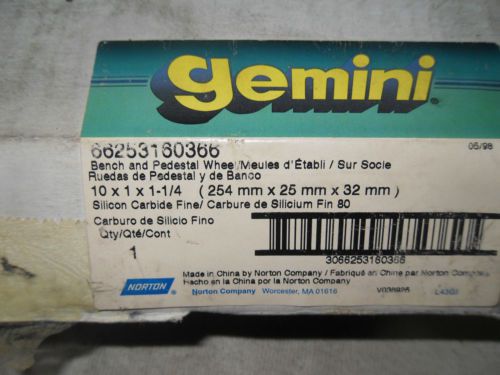 gemini®
66253160366
05/98
Bench and Pedestal Wheel/Meules d'Établi / Sur Socle
Ruedas de Pedestal y de Banco
10 x 1 x 1-1/4 ( 254 mm x 25 mm x 32 mm )
Silicon Carbide Fine/ Carbure de Silicium Fin 80
Carburo de Silicio Fino
Qty/Qté/Cont
1
3066253160366
Made in China by Norton Company / Fabriqué en Chine par Norton Company
Hecho en la China por la Norton Company
NORTON®
Norton Company Worcester, MA 01616